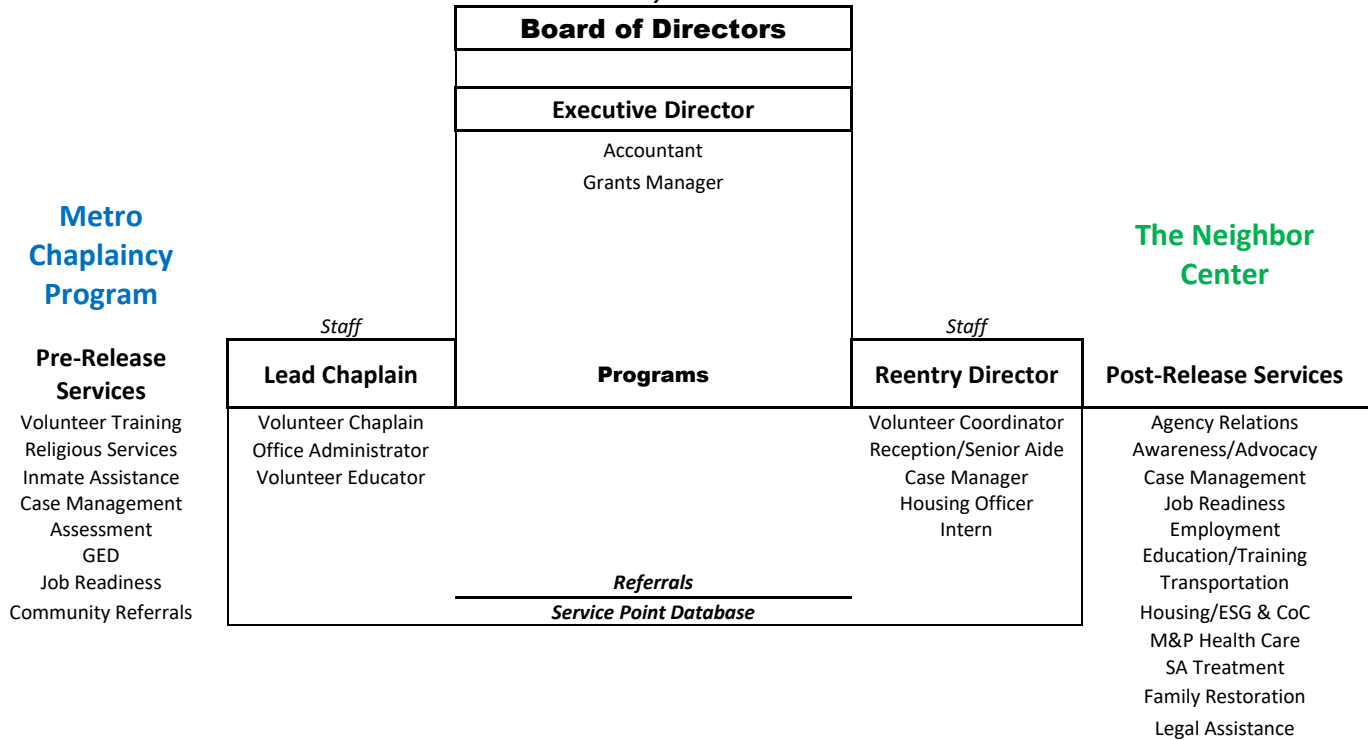 Board of Directors
Executive Director
Accountant
Grants Manager
Metro
Chaplaincy
Program
The Neighbor
Center
Staff
Staff
Pre-Release
Services
Lead Chaplain
Programs
Reentry Director
Post-Release Services
Volunteer Training
Religious Services
Inmate Assistance
Case Management
Assessment
GED
Job Readiness
Community Referrals
Volunteer Chaplain
Office Administrator
Volunteer Educator
Referrals
Service Point Database
Volunteer Coordinator
Reception/Senior Aide
Case Manager
Housing Officer
Intern
Agency Relations
Awareness/Advocacy
Case Management
Job Readiness
Employment
Education/Training
Transportation
Housing/ESG & CoC
M&P Health Care
SA Treatment
Family Restoration
Legal Assistance